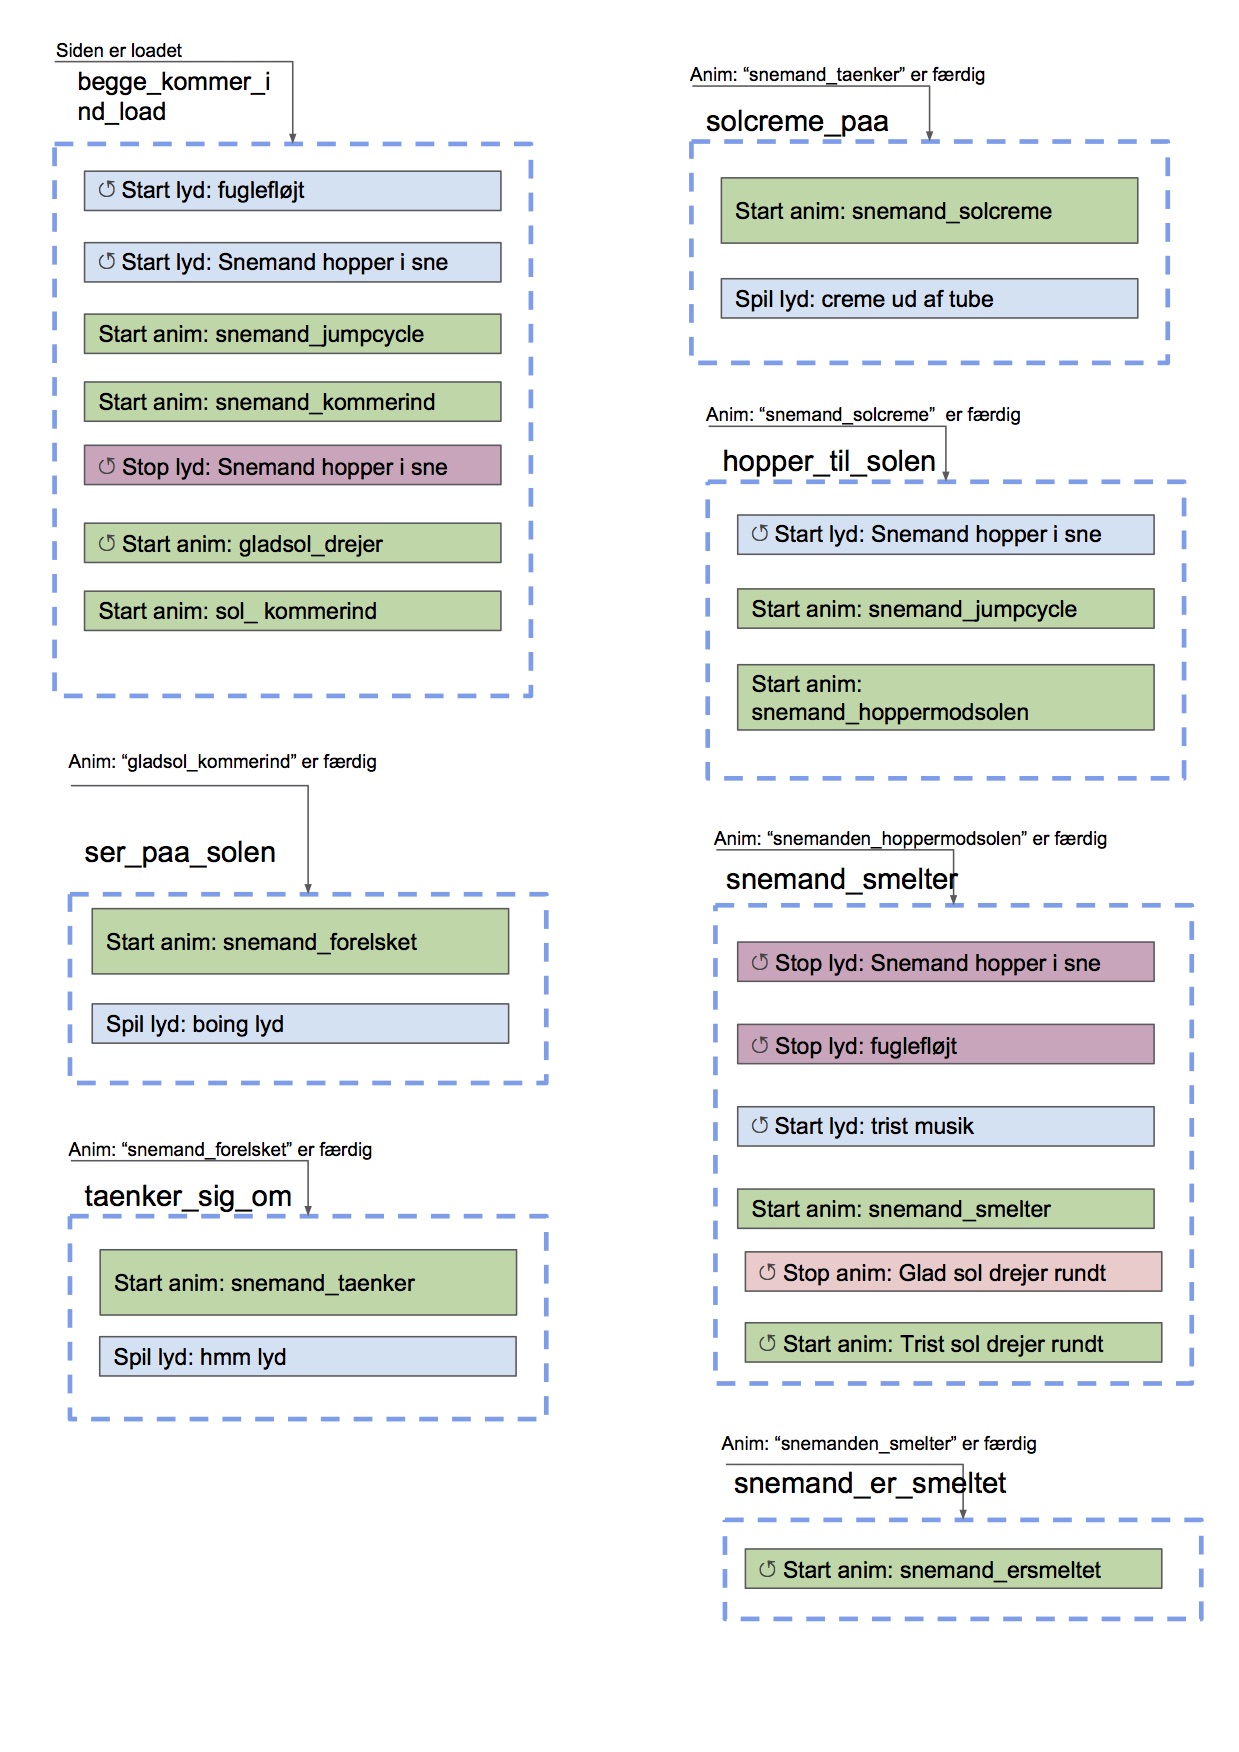 Siden er loadet
begge_kommer_i
nd_load
↺ Start lyd: fuglefløjt
↺ Start lyd: Snemand hopper i sne
Start anim: snemand_jumpcycle
Start anim: snemand_kommerind
↺ Stop lyd: Snemand hopper i sne
↺ Start anim: gladsol_drejer
Start anim: sol_ kommerind
Anim: “gladsol_kommerind” er færdig
ser_paa_solen
Start anim: snemand_forelsket
Spil lyd: boing lyd
Anim: “snemand_forelsket” er færdig
taenker_sig_om
Start anim: snemand_taenker
Spil lyd: hmm lyd
Anim: “snemand_taenker” er færdig
solcreme_paa
Start anim: snemand_solcreme
Spil lyd: creme ud af tube
Anim: “snemand_solcreme”  er færdig
hopper_til_solen
↺ Start lyd: Snemand hopper i sne
Start anim: snemand_jumpcycle
Start anim:
snemand_hoppermodsolen
Anim: “snemanden_hoppermodsolen” er færdig
snemand_smelter
↺ Stop lyd: Snemand hopper i sne
↺ Stop lyd: fuglefløjt
↺ Start lyd: trist musik
Start anim: snemand_smelter
↺ Stop anim: Glad sol drejer rundt
↺ Start anim: Trist sol drejer rundt
Anim: “snemanden_smelter” er færdig
snemand_er_smeltet
↺ Start anim: snemand_ersmeltet